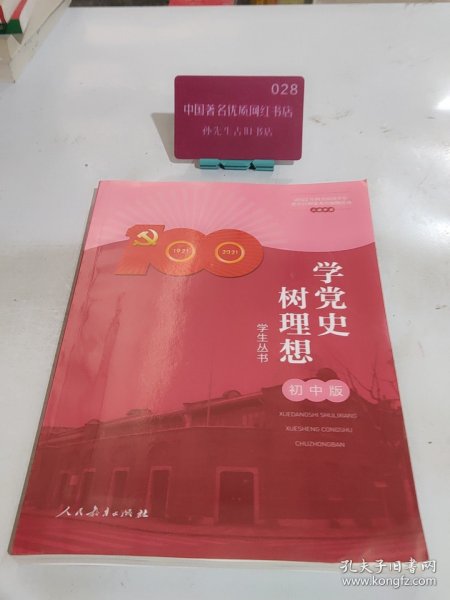 028
中国著名优质网红书店
孙先生古旧书店
100
1921
2021
学党史
树理想
学生丛书
初中版
XUEDANGSHI SHULIXIANG
XUESHENG CONGSHU
CHUZHONGBAN
人民教育出版社
孔夫子旧书网
www.kongfz.com